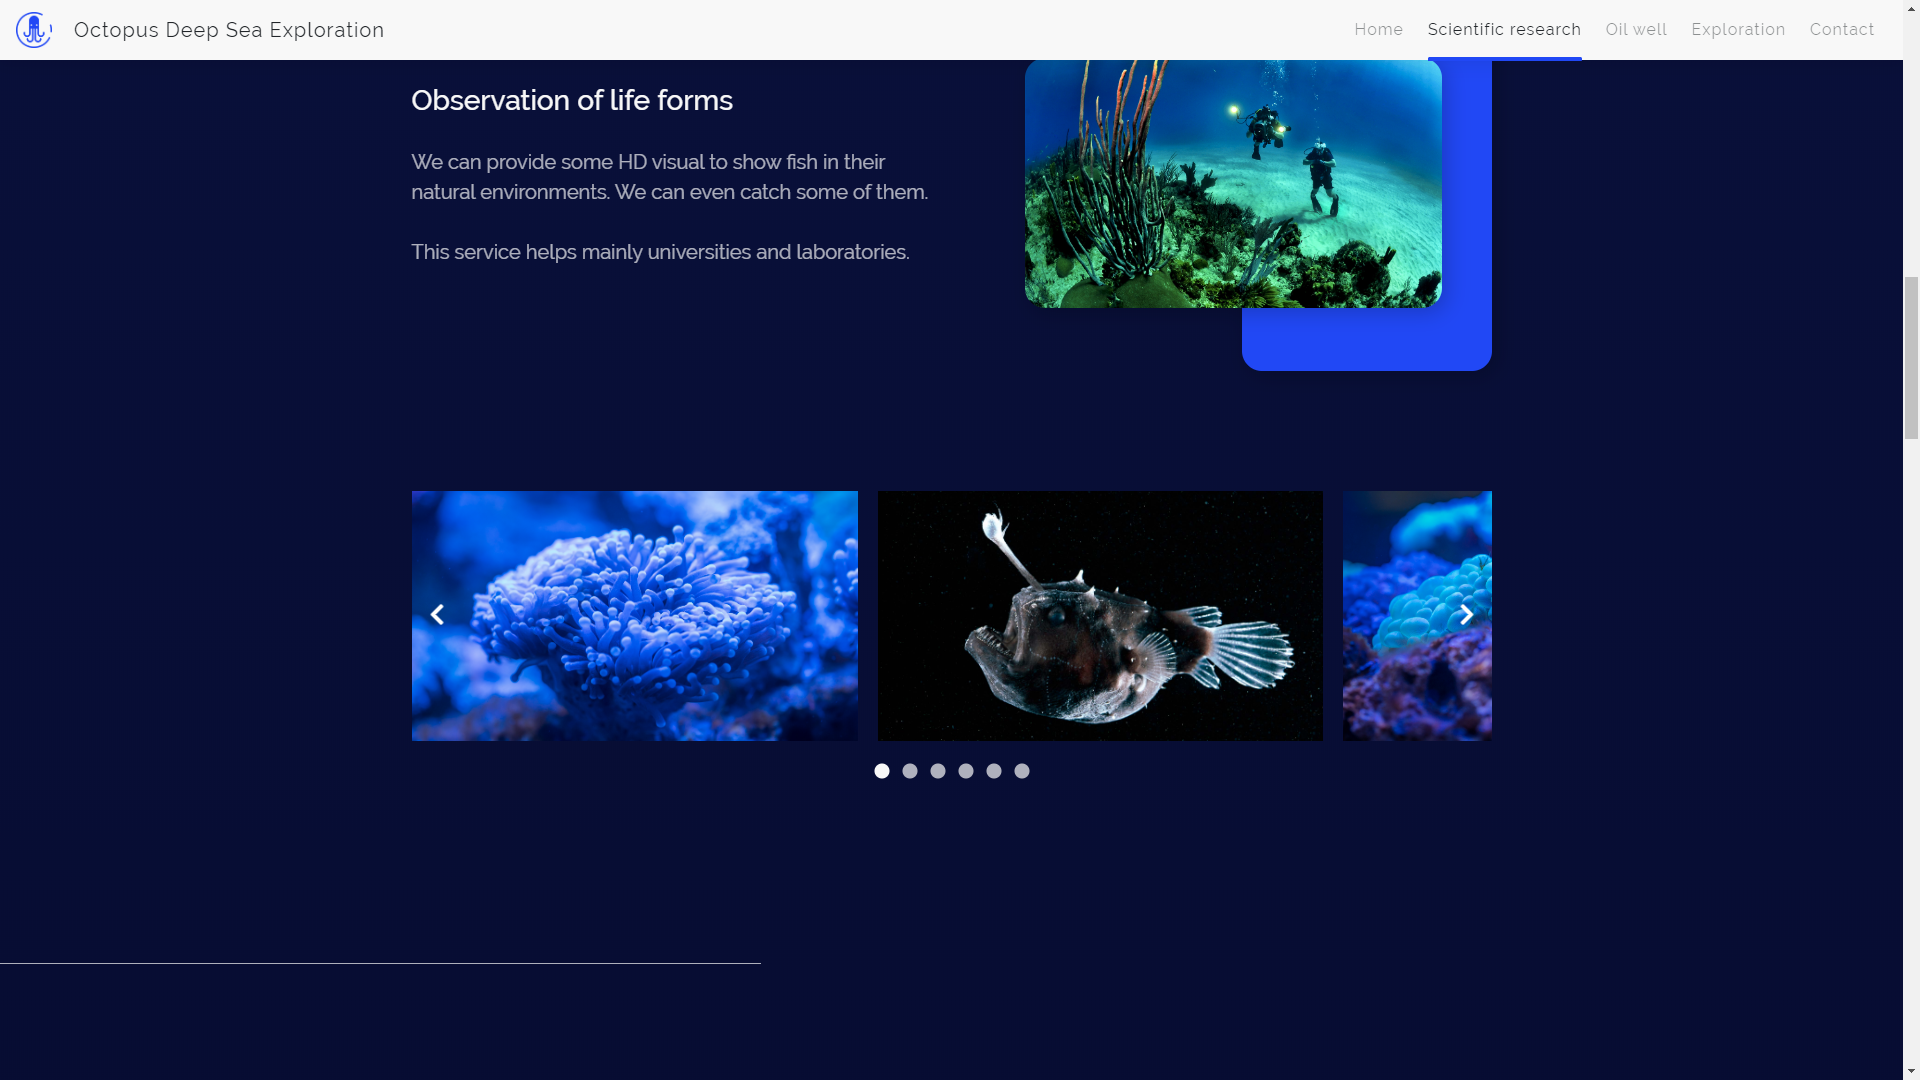 Octopus Deep Sea Exploration
Home
Scientific research
Oil well
Exploration
Contact
Observation of life forms
We can provide some HD visual to show fish in their
natural environments. We can even catch some of them.
This service helps mainly universities and laboratories.